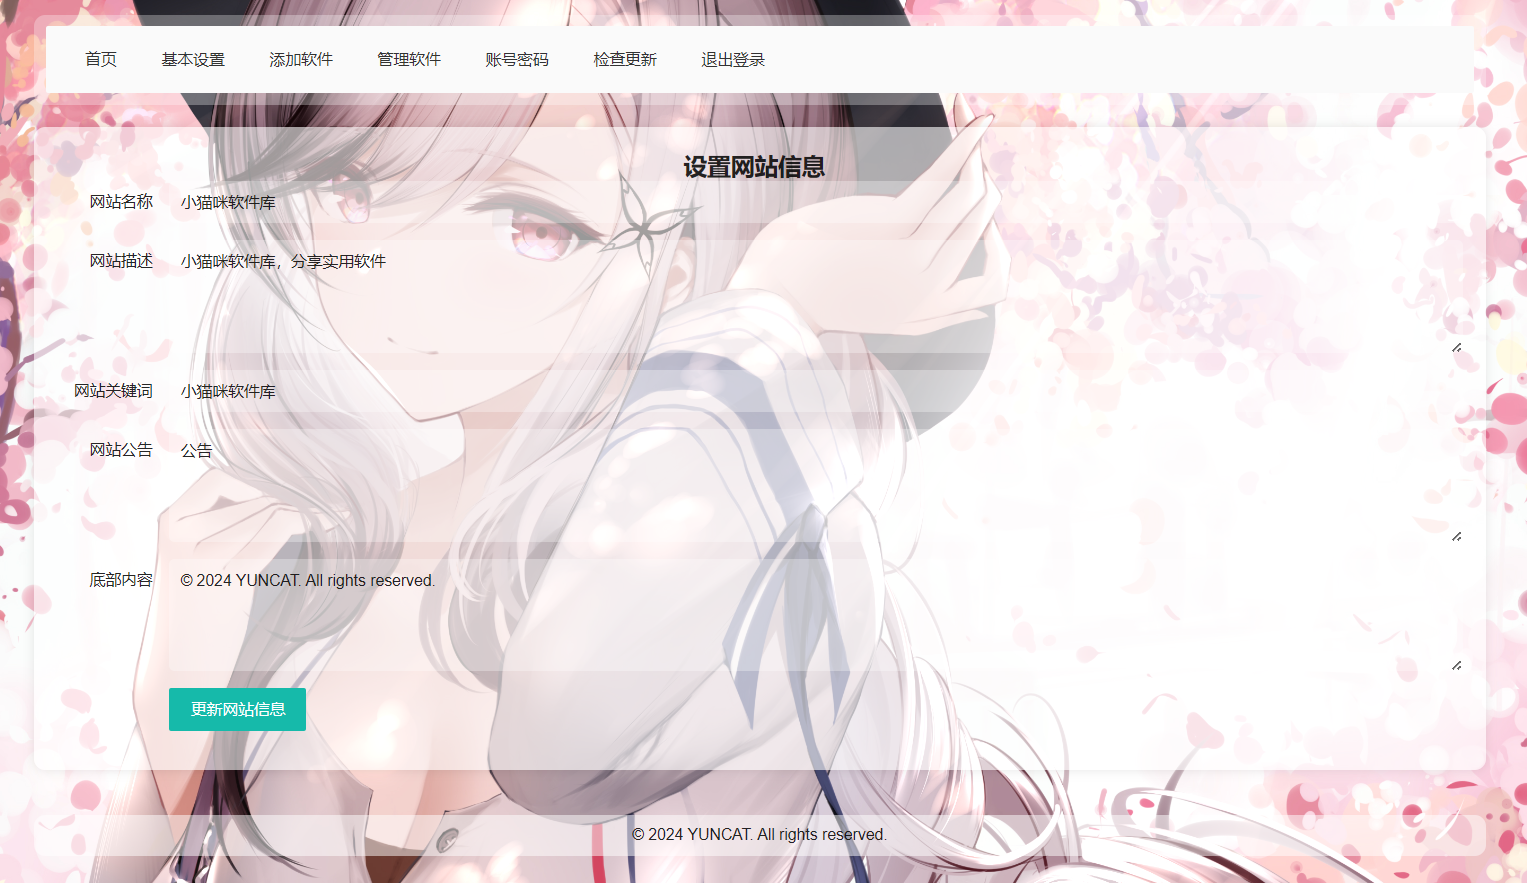 首页 基本设置 添加软件 管理软件 账号密码 检查更新 退出登录
设置网站信息
网站名称 小猫咪软件库
网站描述 小猫咪软件库，分享实用软件
网站关键词 小猫咪软件库
网站公告 公告
底部内容 © 2024 YUNCAT. All rights reserved.
更新网站信息
© 2024 YUNCAT. All rights reserved.